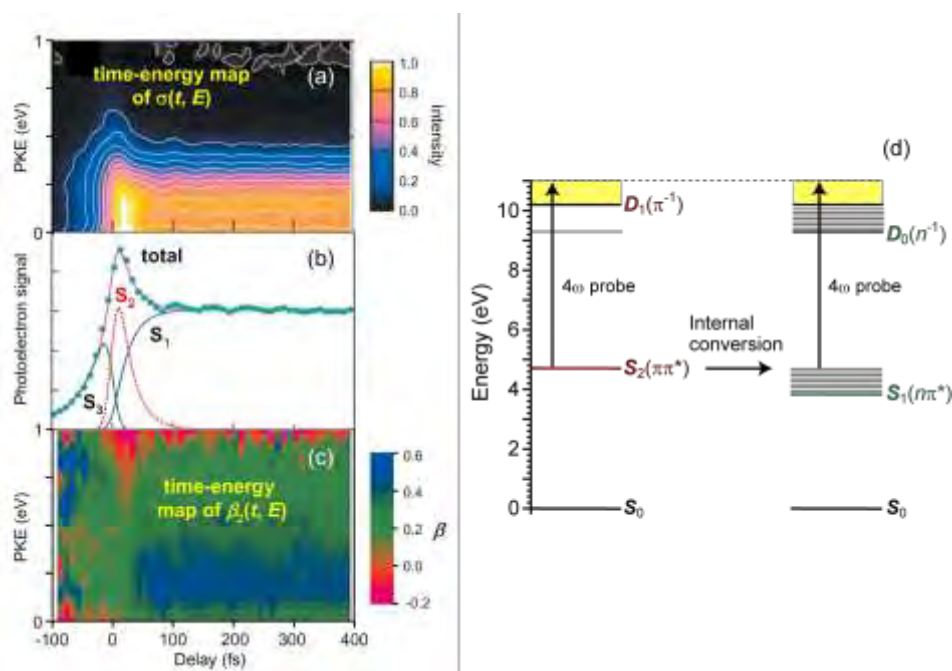 1
PKE (eV)
0
time-energy map
of σ(t, E)
(a)
1.0
0.8
0.6
0.4
0.2
0.0
Intensity
Photoelectron signal
(b)
total
S2
S1
S3
1
PKE (eV)
0
(c)
time-energy
map of β2(t, E)
0.6
0.4
0.2
0.0
-0.2
β
-100 0 100 200 300 400
Delay (fs)
(d)
Energy (eV)
10
8
6
4
2
0
D1(π-1)
4ω probe
S2(ππ*)
S0
Internal
conversion
D0(n-1)
4ω probe
S1(nπ*)
S0